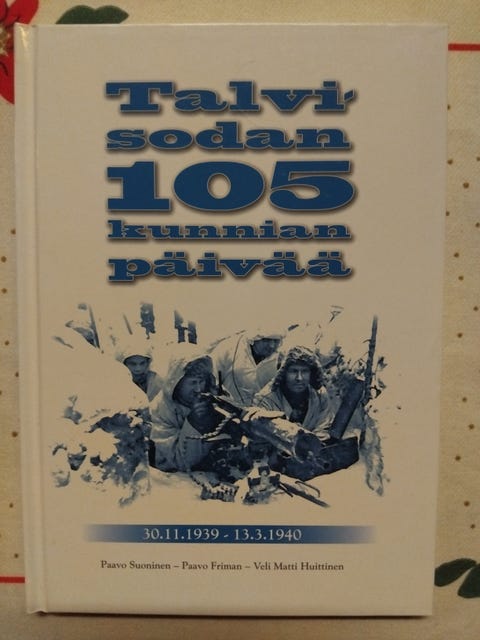 Talvi-
sodan
105
kunnian
päivää
30.11.1939 - 13.3.1940
Paavo Suoninen – Paavo Friman – Veli Matti Huittinen